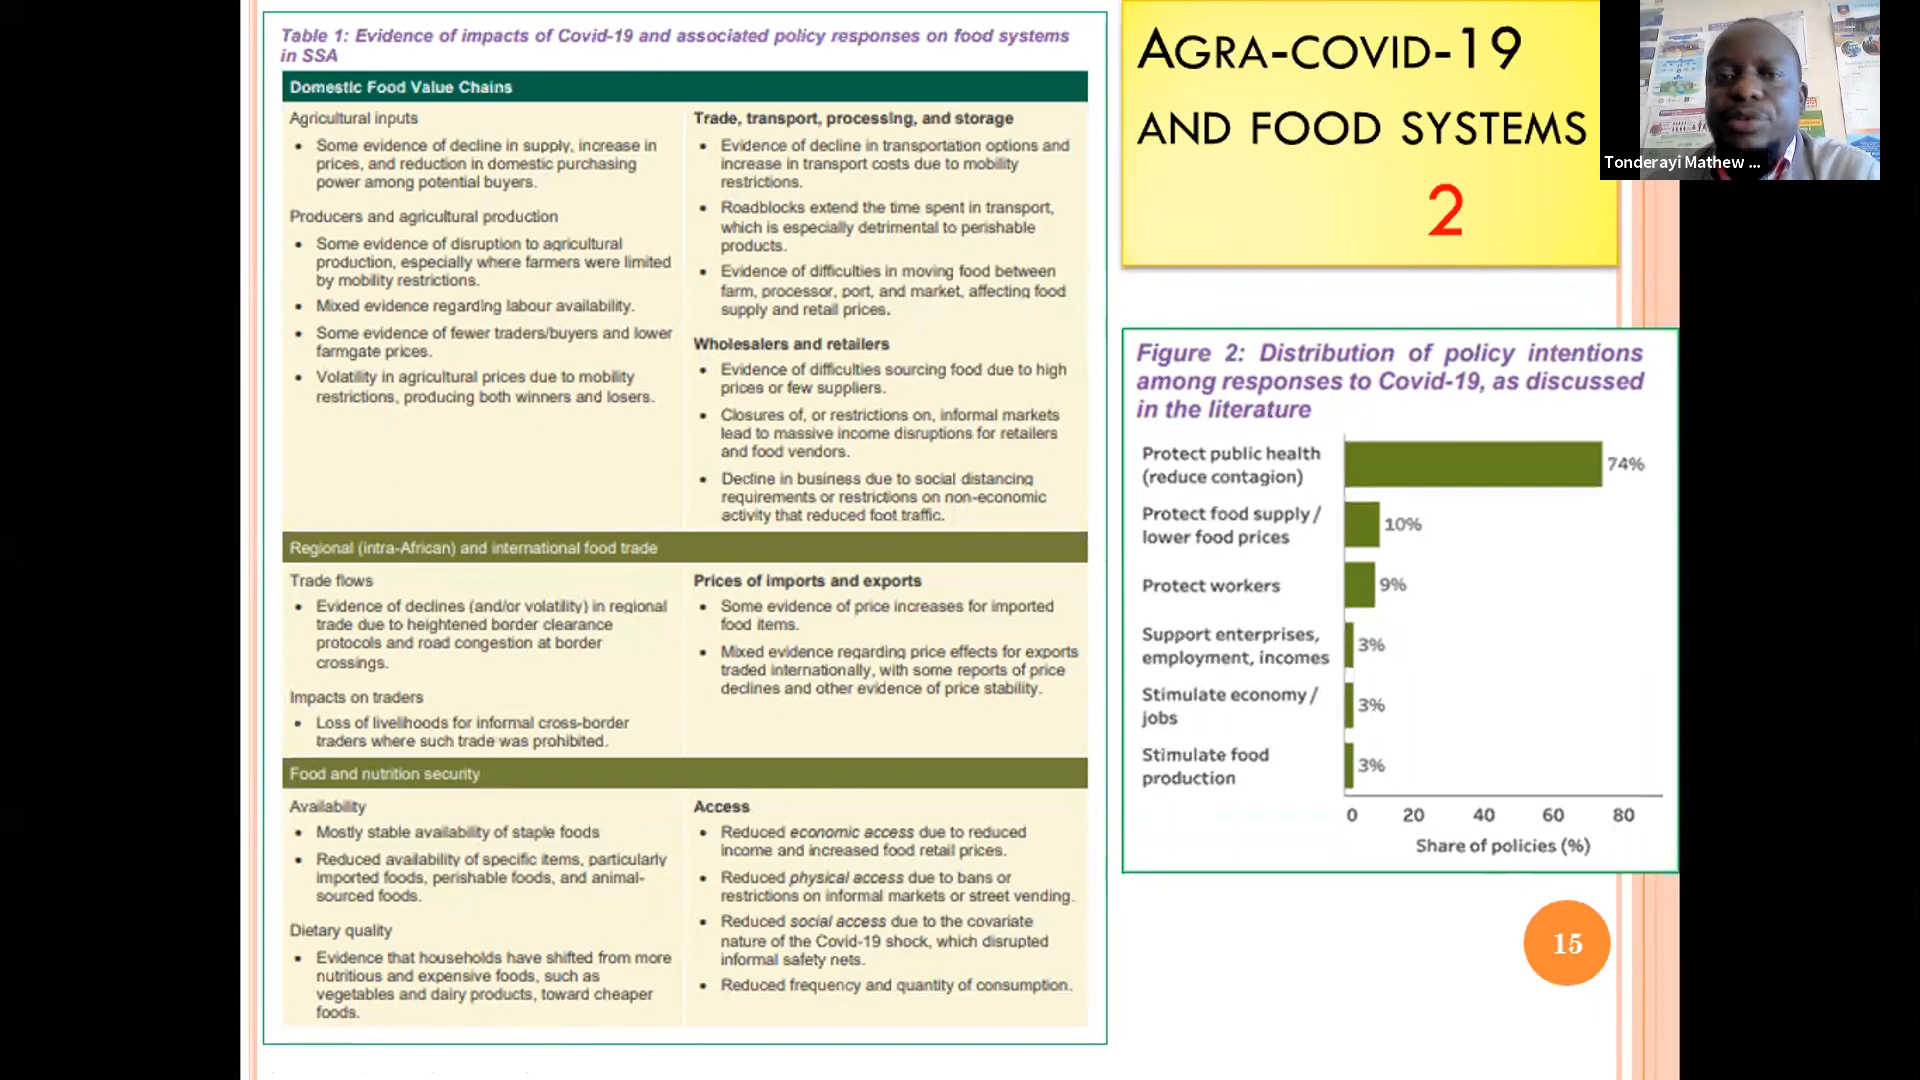 Table 1: Evidence of impacts of Covid-19 and associated policy responses on food systems
in SSA
Domestic Food Value Chains
Agricultural inputs
• Some evidence of decline in supply, increase in
prices, and reduction in domestic purchasing
power among potential buyers.
Producers and agricultural production
• Some evidence of disruption to agricultural
production, especially where farmers were limited
by mobility restrictions.
• Mixed evidence regarding labour availability.
• Some evidence of fewer traders/buyers and lower
farmgate prices.
• Volatility in agricultural prices due to mobility
restrictions, producing both winners and losers.
Trade, transport, processing, and storage
• Evidence of decline in transportation options and
increase in transport costs due to mobility
restrictions.
• Roadblocks extend the time spent in transport,
which is especially detrimental to perishable
products.
• Evidence of difficulties in moving food between
farm, processor, port, and market, affecting food
supply and retail prices.
Wholesalers and retailers
• Evidence of difficulties sourcing food due to high
prices or few suppliers.
• Closures of, or restrictions on, informal markets
lead to massive income disruptions for retailers
and food vendors.
• Decline in business due to social distancing
requirements or restrictions on non-economic
activity that reduced foot traffic.
Regional (intra-African) and international food trade
Trade flows
• Evidence of declines (and/or volatility) in regional
trade due to heightened border clearance
protocols and road congestion at border
crossings.
Impacts on traders
• Loss of livelihoods for informal cross-border
traders where such trade was prohibited.
Prices of imports and exports
• Some evidence of price increases for imported
food items.
• Mixed evidence regarding price effects for exports
traded internationally, with some reports of price
declines and other evidence of price stability.
Food and nutrition security
Availability
• Mostly stable availability of staple foods
• Reduced availability of specific items, particularly
imported foods, perishable foods, and animal-
sourced foods.
Dietary quality
• Evidence that households have shifted from more
nutritious and expensive foods, such as
vegetables and dairy products, toward cheaper
foods.
Access
• Reduced economic access due to reduced
income and increased food retail prices.
• Reduced physical access due to bans or
restrictions on informal markets or street vending.
• Reduced social access due to the covariate
nature of the Covid-19 shock, which disrupted
informal safety nets.
• Reduced frequency and quantity of consumption.
AGRA-COVID-19
AND FOOD SYSTEMS
2
Tonderayi Mathew ...
Figure 2: Distribution of policy intentions
among responses to Covid-19, as discussed
in the literature
Protect public health
(reduce contagion)
74%
Protect food supply /
lower food prices
10%
Protect workers
9%
Support enterprises,
employment, incomes
3%
Stimulate economy /
jobs
3%
Stimulate food
production
3%
0 20 40 60 80
Share of policies (%)
15